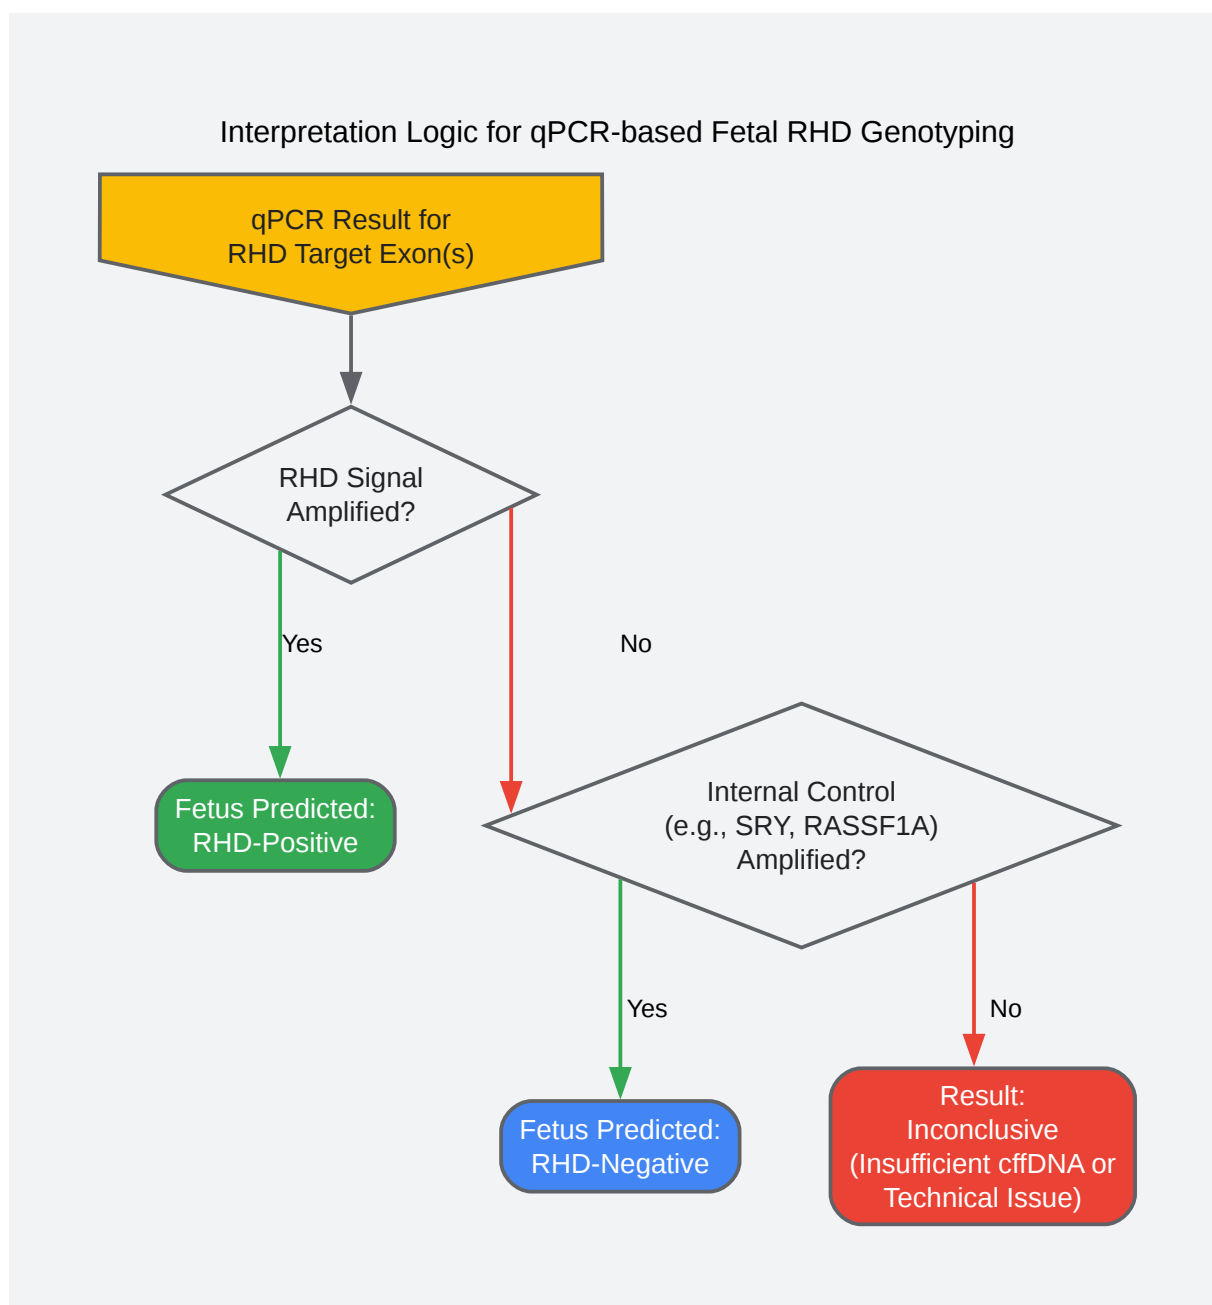 Interpretation Logic for qPCR-based Fetal RHD Genotyping
qPCR Result for
RHD Target Exon(s)
RHD Signal
Amplified?
Yes
No
Fetus Predicted:
RHD-Positive
Internal Control
(e.g., SRY, RASSF1A)
Amplified?
Yes
No
Fetus Predicted:
RHD-Negative
Result:
Inconclusive
(Insufficient cffDNA or
Technical Issue)